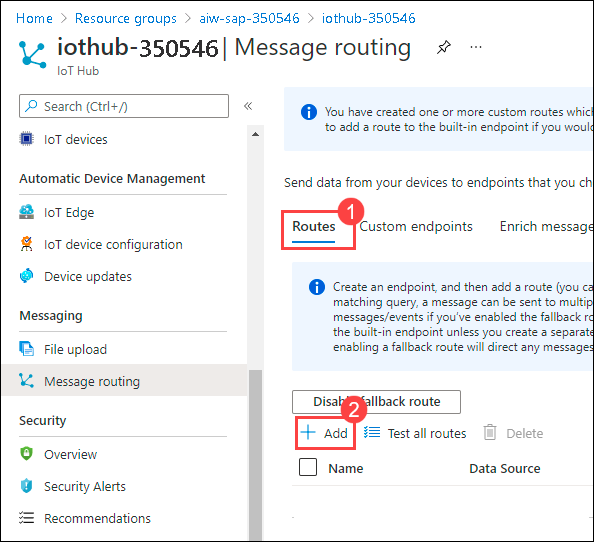 Home > Resource groups > aiw-sap-350546 > iothub-350546
iothub-350546 | Message routing ...
IoT Hub
Search (Ctrl+/) «
IoT devices
Automatic Device Management
IoT Edge
IoT device configuration
Device updates
Messaging
File upload
Message routing
Security
Overview
Security Alerts
Recommendations
You have created one or more custom routes which
to add a route to the built-in endpoint if you would
Send data from your devices to endpoints that you ch
1
Routes Custom endpoints Enrich message
Create an endpoint, and then add a route (you ca
matching query, a message can be sent to multip
messages/events if you've enabled the fallback ro
the built-in endpoint unless you create a separate
enabling a fallback route will direct any messages
Disable fallback route
2
Add Test all routes Delete
Name Data Source